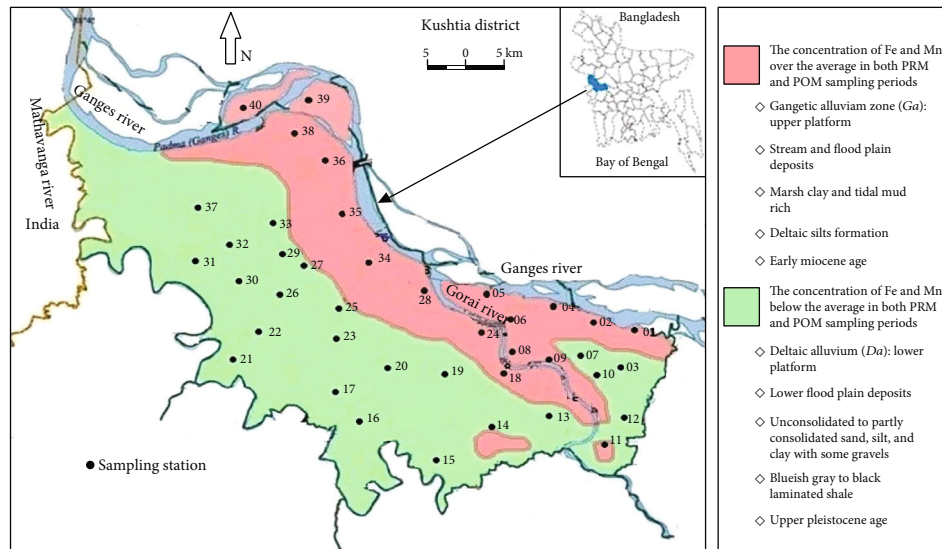 Kushtia district
N
5 0 5 km
Bangladesh
Bay of Bengal
Ganges river
Padma (Ganges) R.
Mathavanga river
India
Ganges river
Gorai river
40
39
38
36
37
35
33
32
29
31
27
34
30
26
28
05
04
25
06
02
01
22
23
24
08
09
07
21
20
19
18
10
03
17
16
14
13
12
11
15
Sampling station
The concentration of Fe and Mn
over the average in both PRM
and POM sampling periods
Gangetic alluviam zone (Ga):
upper platform
Stream and flood plain
deposits
Marsh clay and tidal mud
rich
Deltaic silts formation
Early miocene age
The concentration of Fe and Mn
below the average in both PRM
and POM sampling periods
Deltaic alluvium (Da): lower
platform
Lower flood plain deposits
Unconsolidated to partly
consolidated sand, silt, and
clay with some gravels
Blueish gray to black
laminated shale
Upper pleistocene age